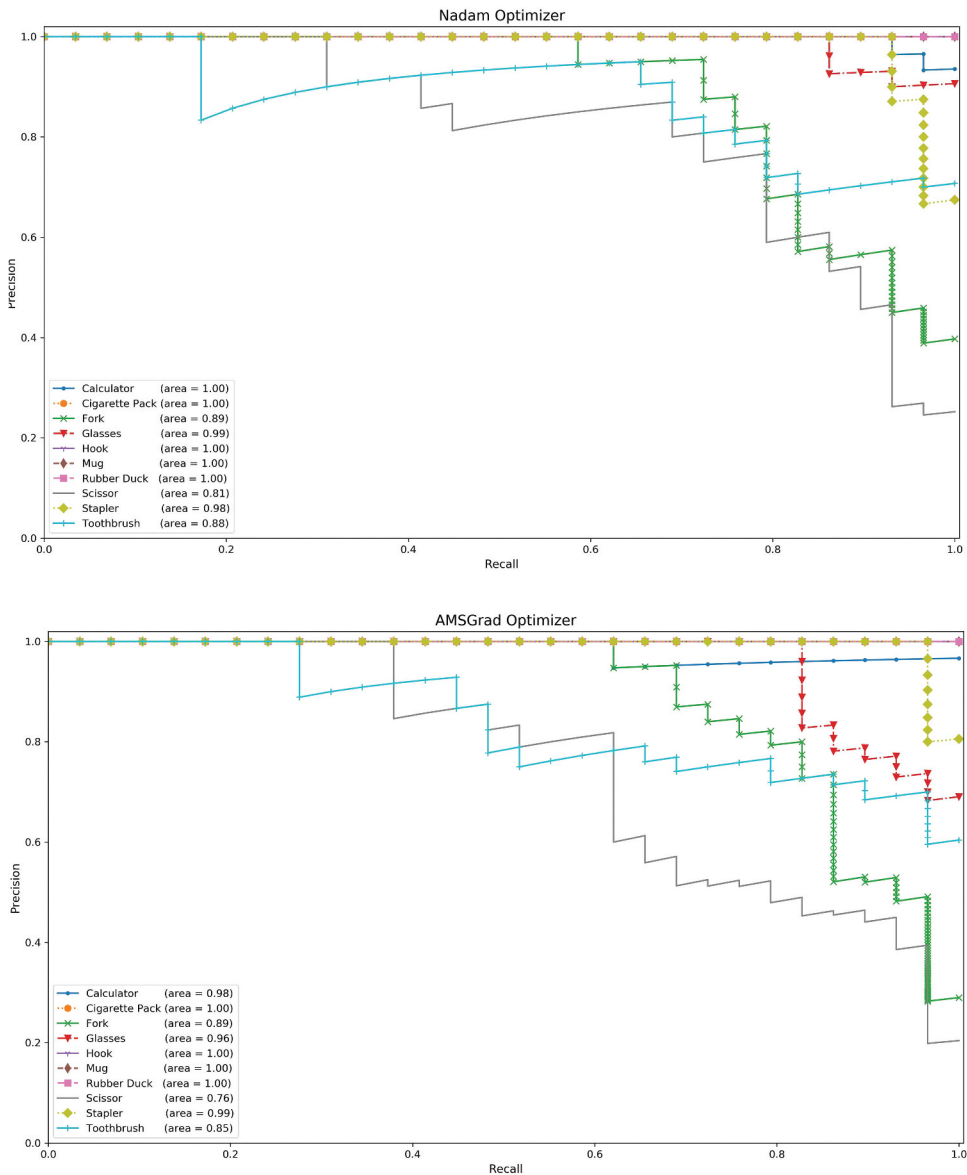 Nadam Optimizer
1.0
0.8
0.6
0.4
0.2
0.0
Precision
Calculator (area = 1.00)
Cigarette Pack (area = 1.00)
Fork (area = 0.89)
Glasses (area = 0.99)
Hook (area = 1.00)
Mug (area = 1.00)
Rubber Duck (area = 1.00)
Scissor (area = 0.81)
Stapler (area = 0.98)
Toothbrush (area = 0.88)
0.0 0.2 0.4 0.6 0.8 1.0
Recall
AMSGrad Optimizer
1.0
0.8
0.6
0.4
0.2
0.0
Precision
Calculator (area = 0.98)
Cigarette Pack (area = 1.00)
Fork (area = 0.89)
Glasses (area = 0.96)
Hook (area = 1.00)
Mug (area = 1.00)
Rubber Duck (area = 1.00)
Scissor (area = 0.76)
Stapler (area = 0.99)
Toothbrush (area = 0.85)
0.0 0.2 0.4 0.6 0.8 1.0
Recall